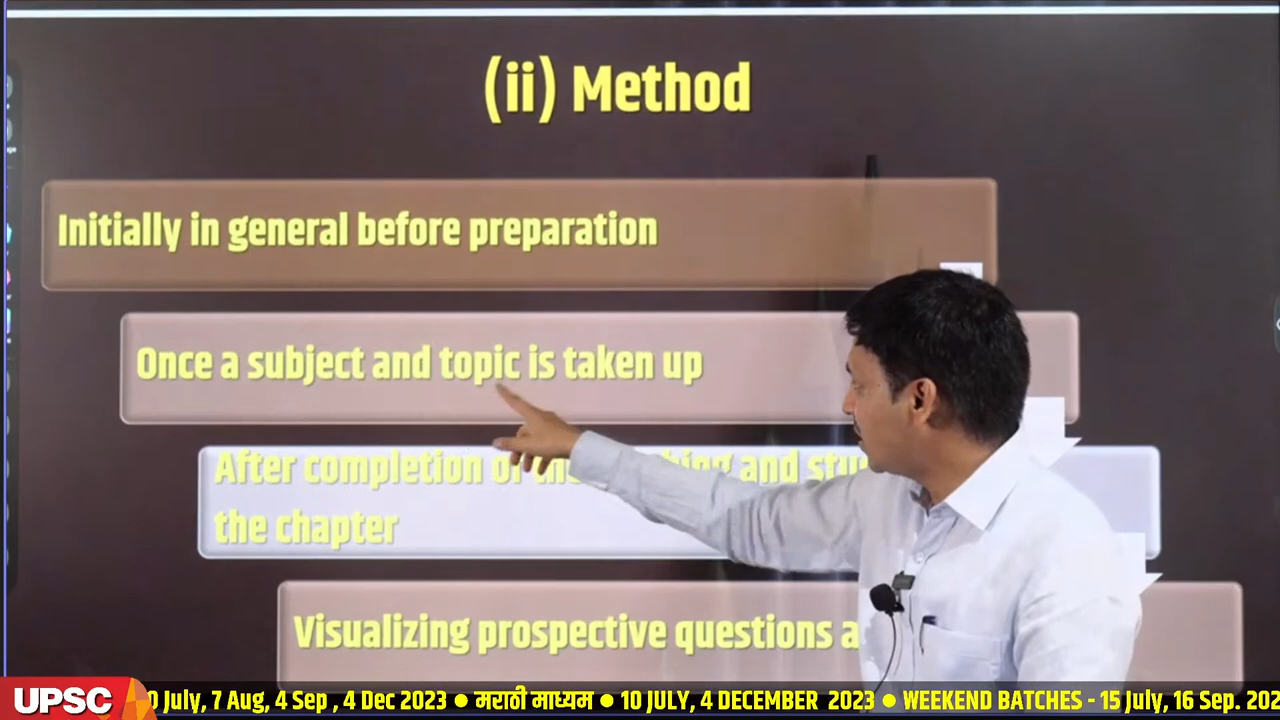 (ii) Method
Initially in general before preparation
Once a subject and topic is taken up
After completion of the and
the chapter
Visualizing prospective questions
UPSC
July, 7 Aug, 4 Sep , 4 Dec 2023 ● मराठी माध्यम ● 10 JULY, 4 DECEMBER 2023 ● WEEKEND BATCHES - 15 July, 16 Sep.